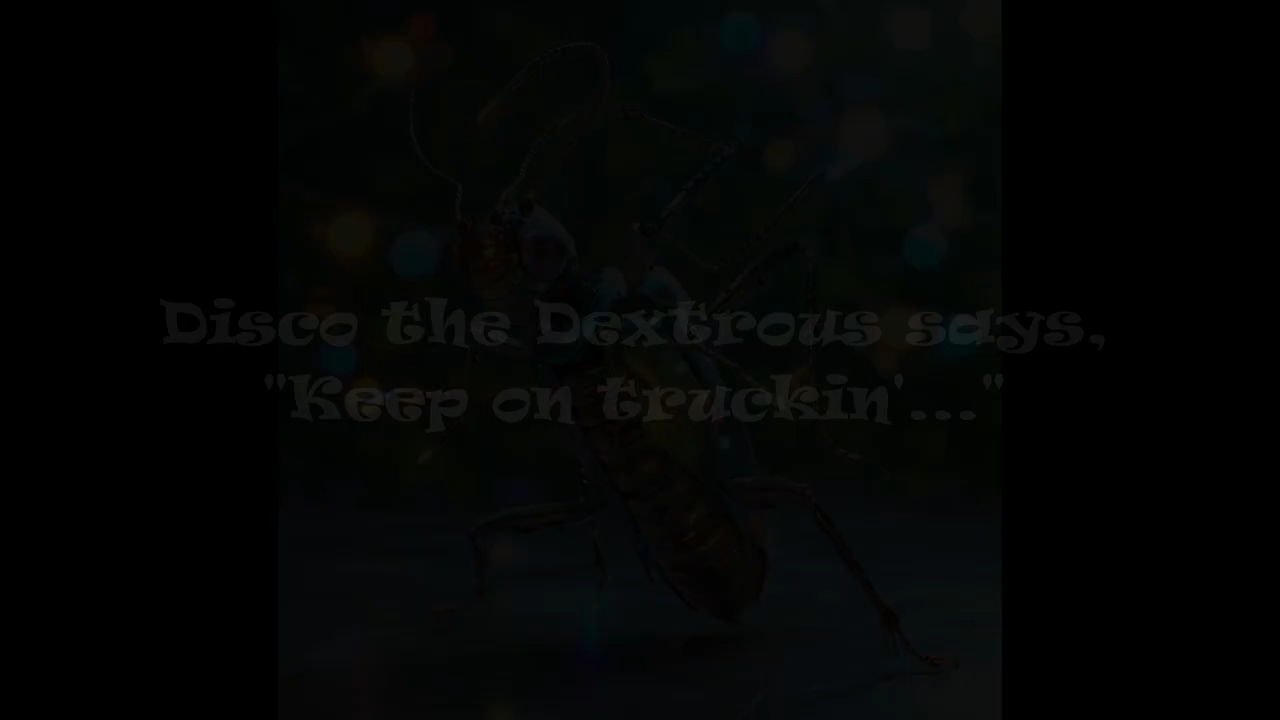 Disco the Dextrous says,
"Keep on truckin'..."